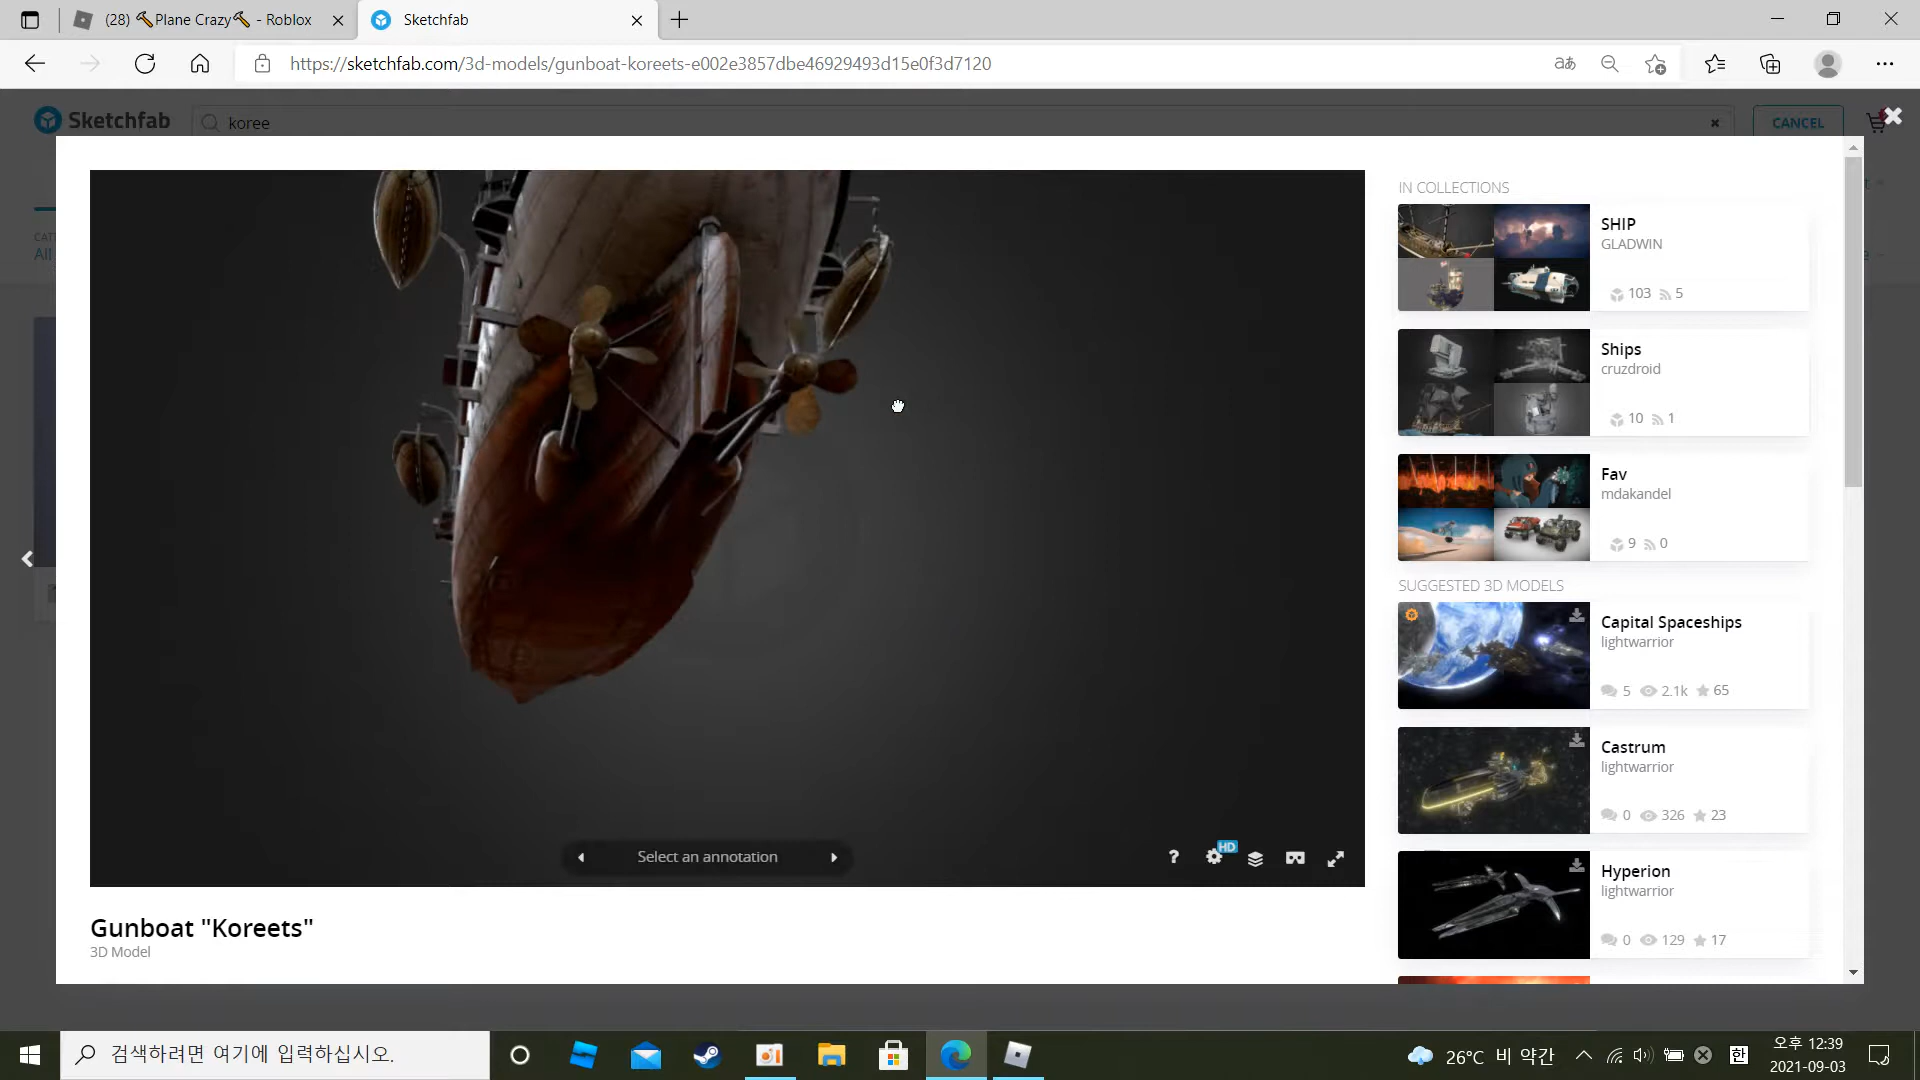 (28) 🔨Plane Crazy🔨 - Roblox
Sketchfab
https://sketchfab.com/3d-models/gunboat-koreets-e002e3857dbe46929493d15e0f3d7120
Sketchfab
koree
CANCEL
All
IN COLLECTIONS
SHIP
GLADWIN
103 5
Ships
cruzdroid
10 1
Fav
mdakandel
9 0
SUGGESTED 3D MODELS
Capital Spaceships
lightwarrior
5 2.1k 65
Castrum
lightwarrior
0 326 23
Hyperion
lightwarrior
0 129 17
Select an annotation
? HD
Gunboat "Koreets"
3D Model
검색하려면 여기에 입력하십시오.
26°C 비 약간
한
오후 12:39
2021-09-03